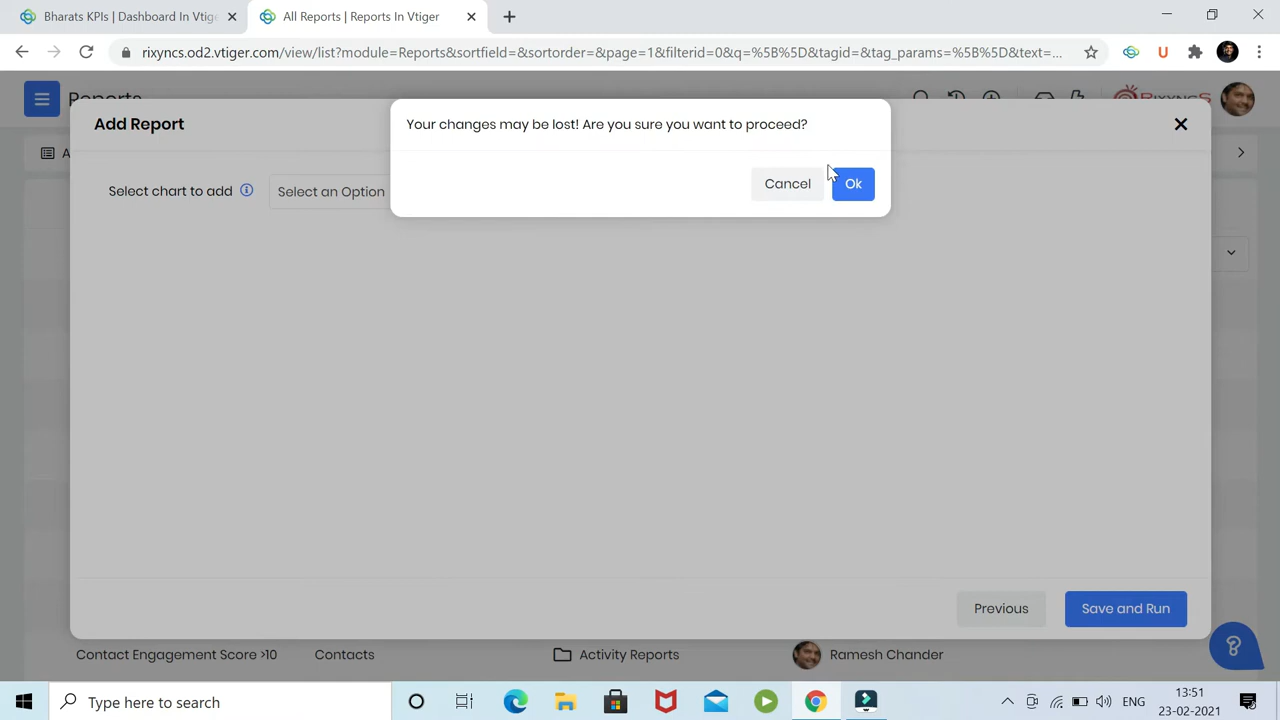 Bharats KPIs | Dashboard In Vtige
All Reports | Reports In Vtiger
rixyncs.od2.vtiger.com/view/list?module=Reports&sortfield=&sortorder=&page=1&filterid=0&q=%5B%5D&tagid=&tag_params=%5B%5D&text=...
Reports
RIXYNCS
Add Report
Your changes may be lost! Are you sure you want to proceed?
A
Cancel
Ok
Select chart to add
Select an Option
Previous
Save and Run
Contact Engagement Score >10
Contacts
Activity Reports
Ramesh Chander
Type here to search
ENG
13:51
23-02-2021